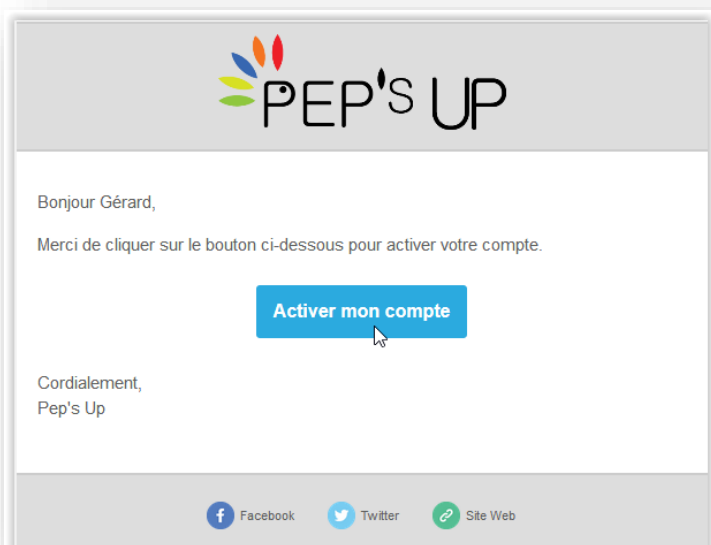 PEP'S UP
Bonjour Gérard,
Merci de cliquer sur le bouton ci-dessous pour activer votre compte.
Activer mon compte
Cordialement,
Pep's Up
Facebook Twitter Site Web